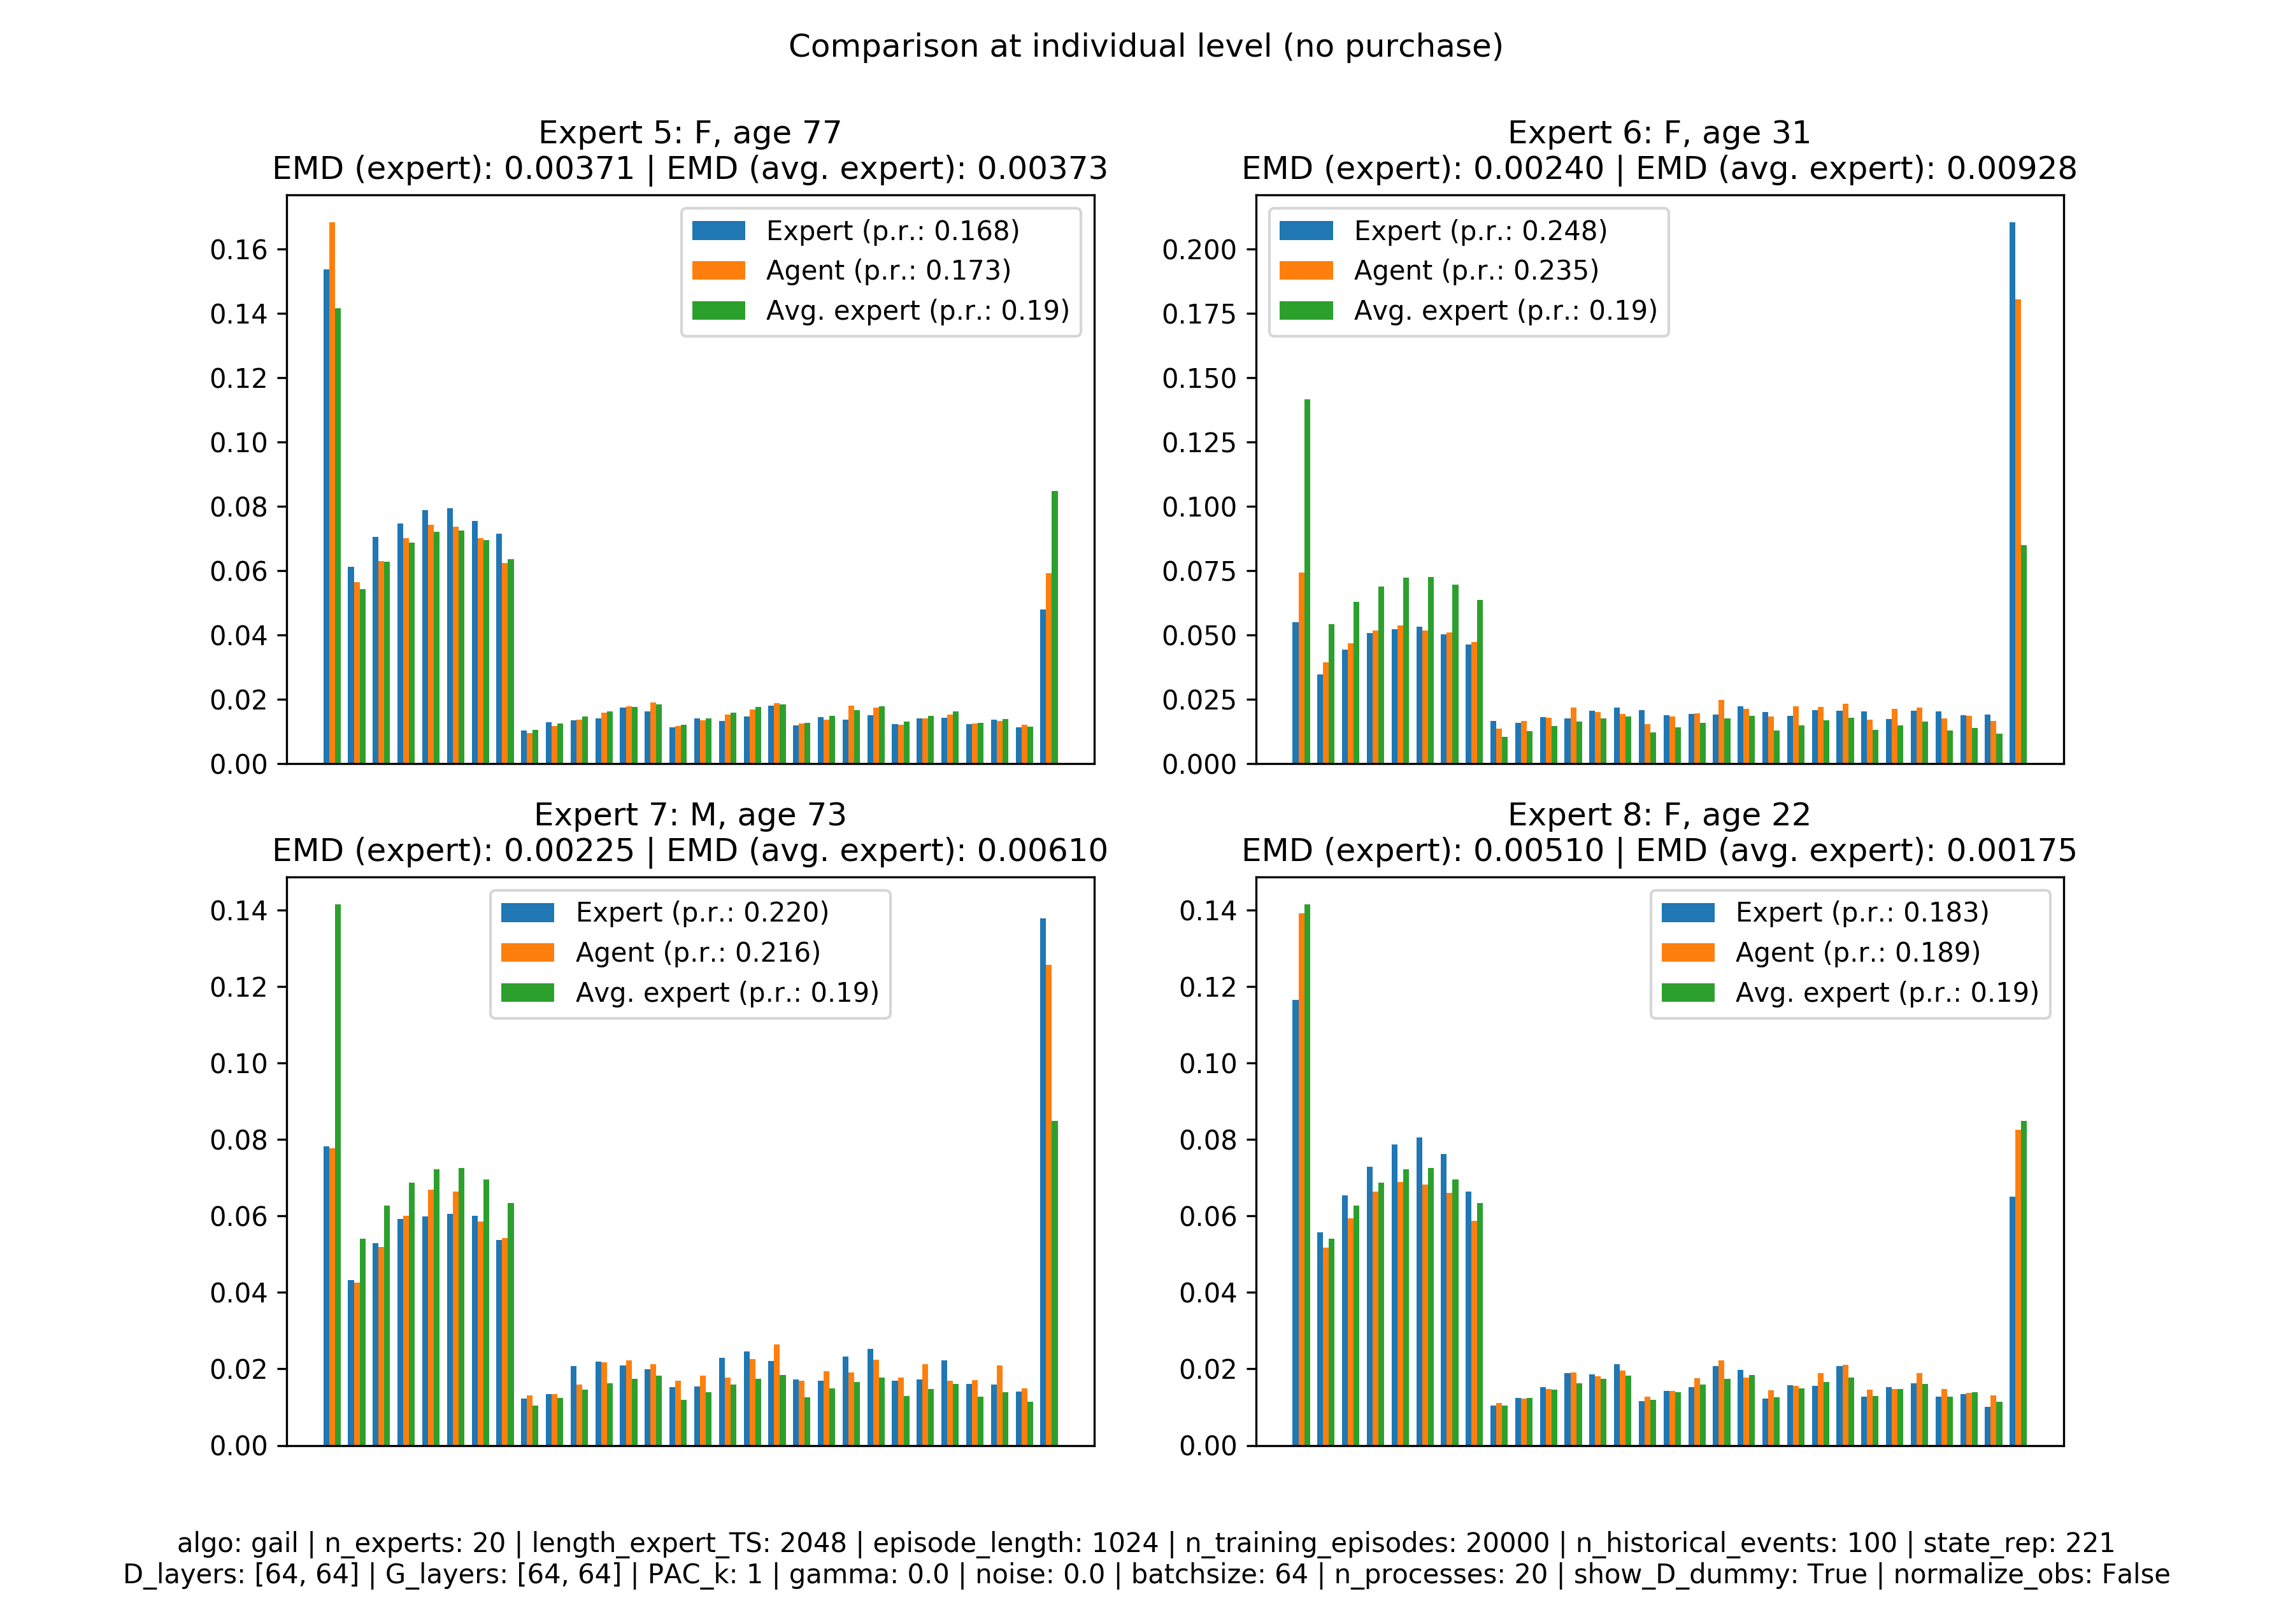 Comparison at individual level (no purchase)
Expert 5: F, age 77
EMD (expert): 0.00371 | EMD (avg. expert): 0.00373
Expert (p.r.: 0.168)
Agent (p.r.: 0.173)
Avg. expert (p.r.: 0.19)
0.16
0.14
0.12
0.10
0.08
0.06
0.04
0.02
0.00
Expert 6: F, age 31
EMD (expert): 0.00240 | EMD (avg. expert): 0.00928
Expert (p.r.: 0.248)
Agent (p.r.: 0.235)
Avg. expert (p.r.: 0.19)
0.200
0.175
0.150
0.125
0.100
0.075
0.050
0.025
0.000
Expert 7: M, age 73
EMD (expert): 0.00225 | EMD (avg. expert): 0.00610
Expert (p.r.: 0.220)
Agent (p.r.: 0.216)
Avg. expert (p.r.: 0.19)
0.14
0.12
0.10
0.08
0.06
0.04
0.02
0.00
Expert 8: F, age 22
EMD (expert): 0.00510 | EMD (avg. expert): 0.00175
Expert (p.r.: 0.183)
Agent (p.r.: 0.189)
Avg. expert (p.r.: 0.19)
0.14
0.12
0.10
0.08
0.06
0.04
0.02
0.00
algo: gail | n_experts: 20 | length_expert_TS: 2048 | episode_length: 1024 | n_training_episodes: 20000 | n_historical_events: 100 | state_rep: 221
D_layers: [64, 64] | G_layers: [64, 64] | PAC_k: 1 | gamma: 0.0 | noise: 0.0 | batchsize: 64 | n_processes: 20 | show_D_dummy: True | normalize_obs: False